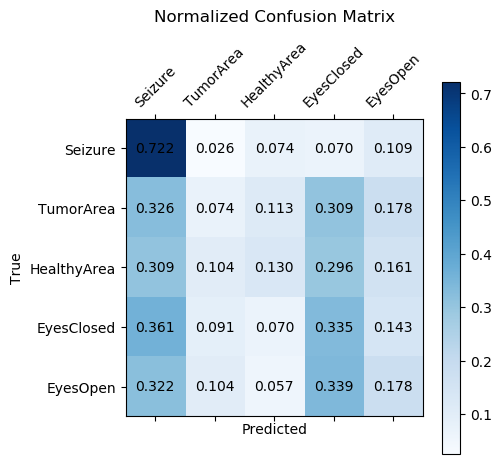 Normalized Confusion Matrix
Seizure TumorArea HealthyArea EyesClosed EyesOpen
Seizure 0.722 0.026 0.074 0.070 0.109
TumorArea 0.326 0.074 0.113 0.309 0.178
HealthyArea 0.309 0.104 0.130 0.296 0.161
EyesClosed 0.361 0.091 0.070 0.335 0.143
EyesOpen 0.322 0.104 0.057 0.339 0.178
True
Predicted
0.7
0.6
0.5
0.4
0.3
0.2
0.1